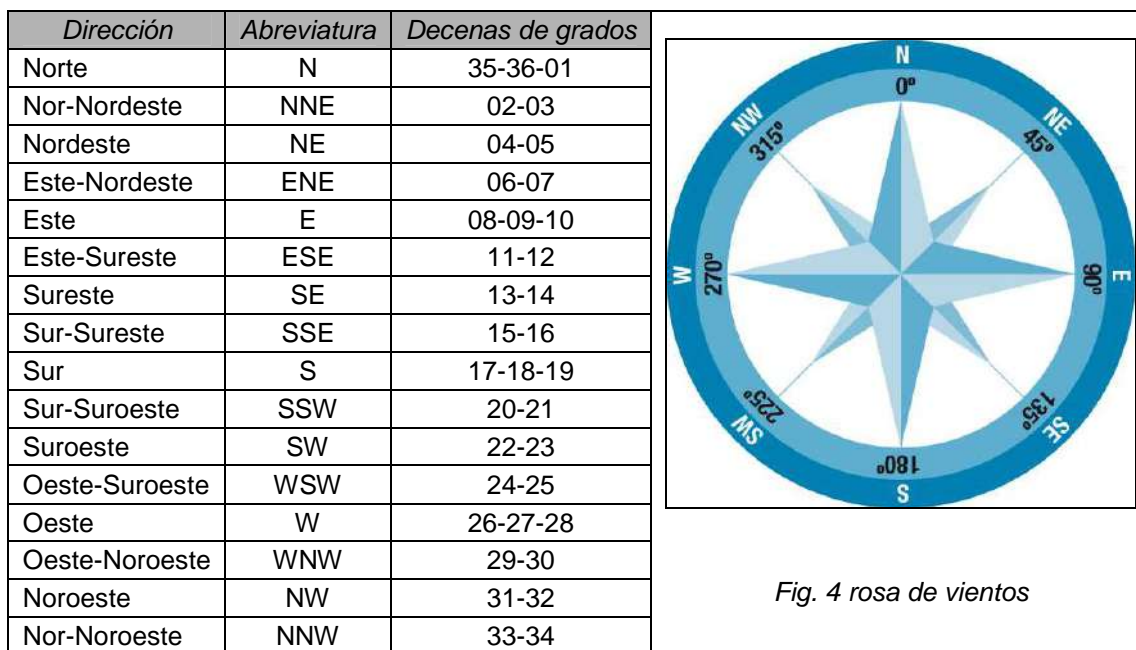 Dirección Abreviatura Decenas de grados
Norte N 35-36-01
Nor-Nordeste NNE 02-03
Nordeste NE 04-05
Este-Nordeste ENE 06-07
Este E 08-09-10
Este-Sureste ESE 11-12
Sureste SE 13-14
Sur-Sureste SSE 15-16
Sur S 17-18-19
Sur-Suroeste SSW 20-21
Suroeste SW 22-23
Oeste-Suroeste WSW 24-25
Oeste W 26-27-28
Oeste-Noroeste WNW 29-30
Noroeste NW 31-32
Nor-Noroeste NNW 33-34
N
0º
NE
45º
E
90º
SE
135º
S
180º
SW
225º
W
270º
NW
315º
Fig. 4 rosa de vientos